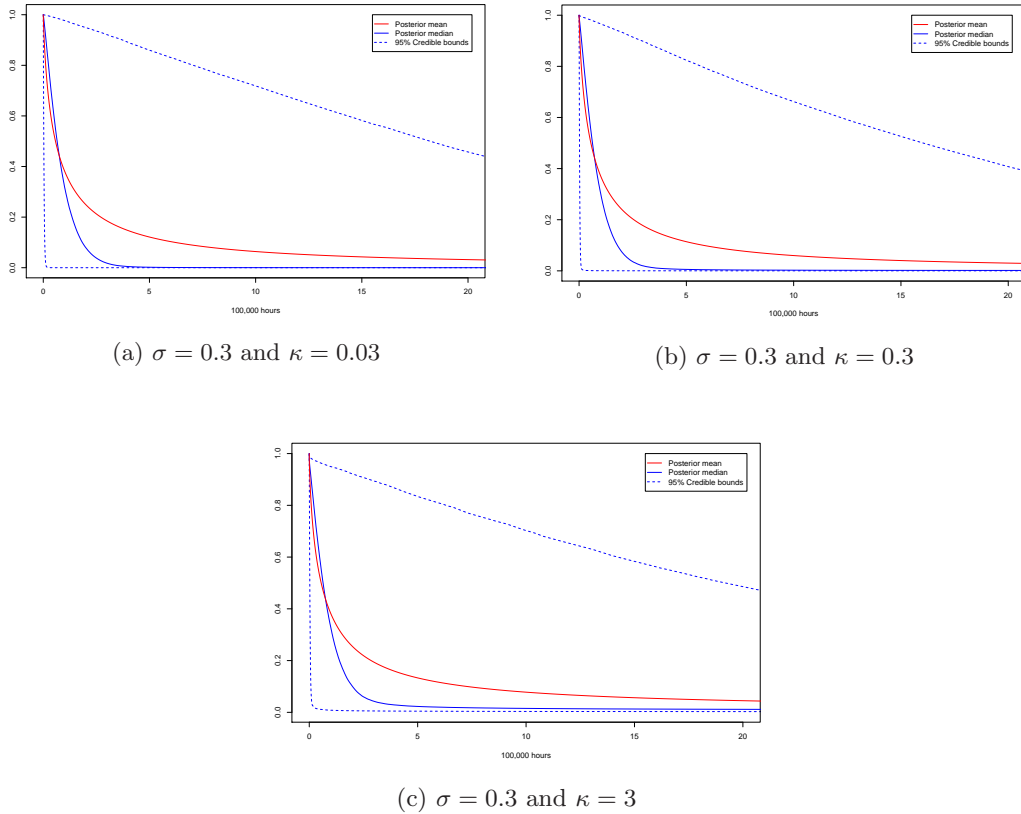 Posterior mean
Posterior median
95% Credible bounds
1.0
0.8
0.6
0.4
0.2
0.0
0 5 10 15 20
100,000 hours
(a) σ = 0.3 and κ = 0.03
Posterior mean
Posterior median
95% Credible bounds
1.0
0.8
0.6
0.4
0.2
0.0
0 5 10 15 20
100,000 hours
(b) σ = 0.3 and κ = 0.3
Posterior mean
Posterior median
95% Credible bounds
1.0
0.8
0.6
0.4
0.2
0.0
0 5 10 15 20
100,000 hours
(c) σ = 0.3 and κ = 3